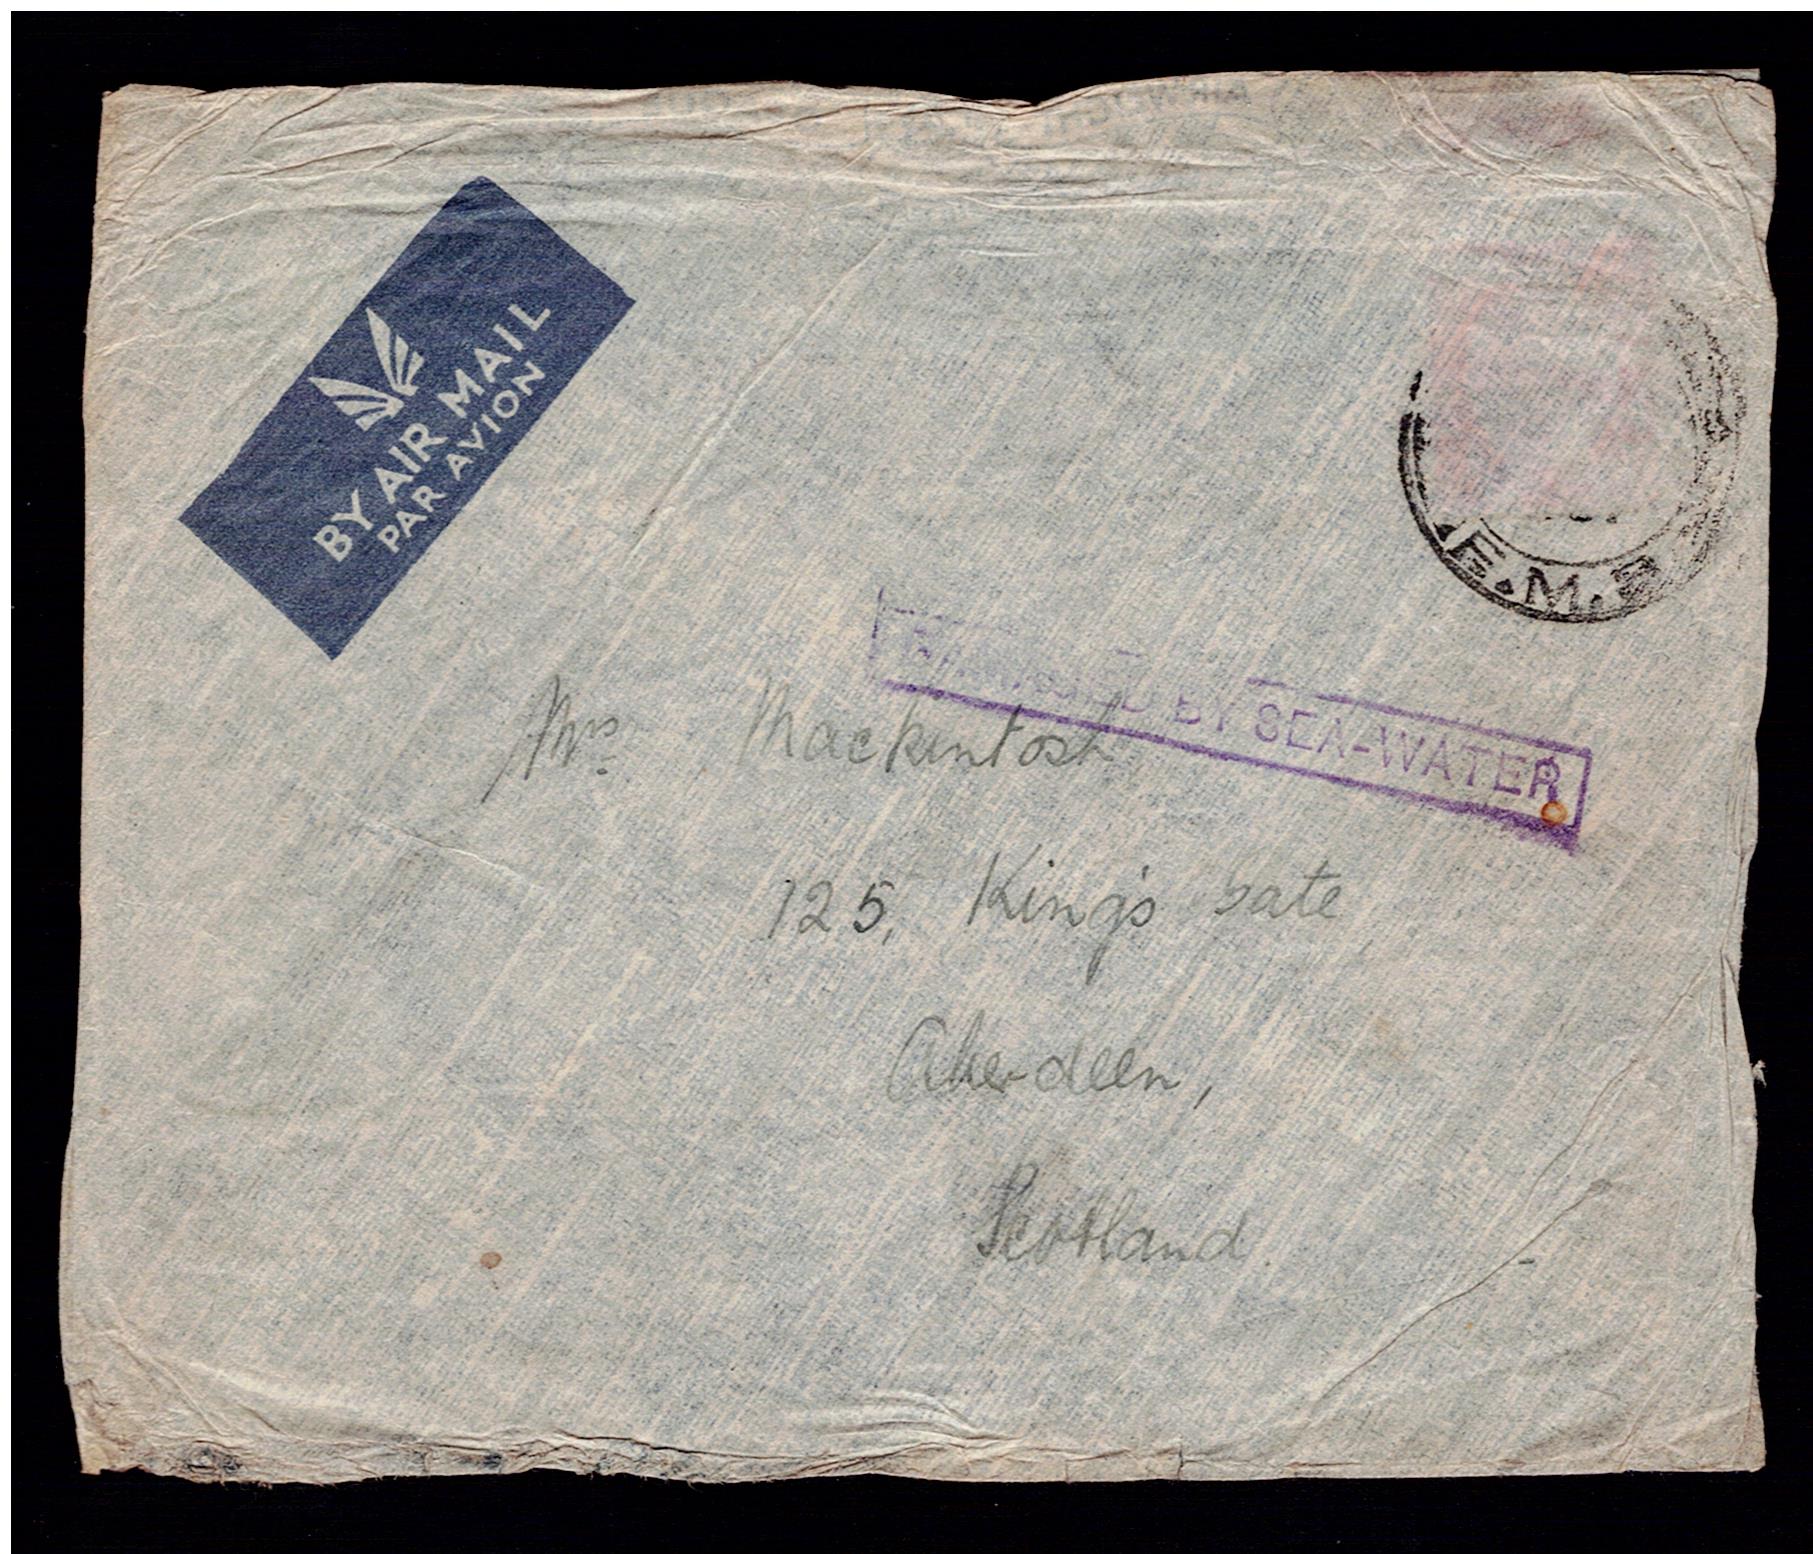 BY AIR MAIL
PAR AVION
BY SEA-WATER
Mrs Mackintosh
125, King's Gate
Aberdeen,
Scotland
E.M.